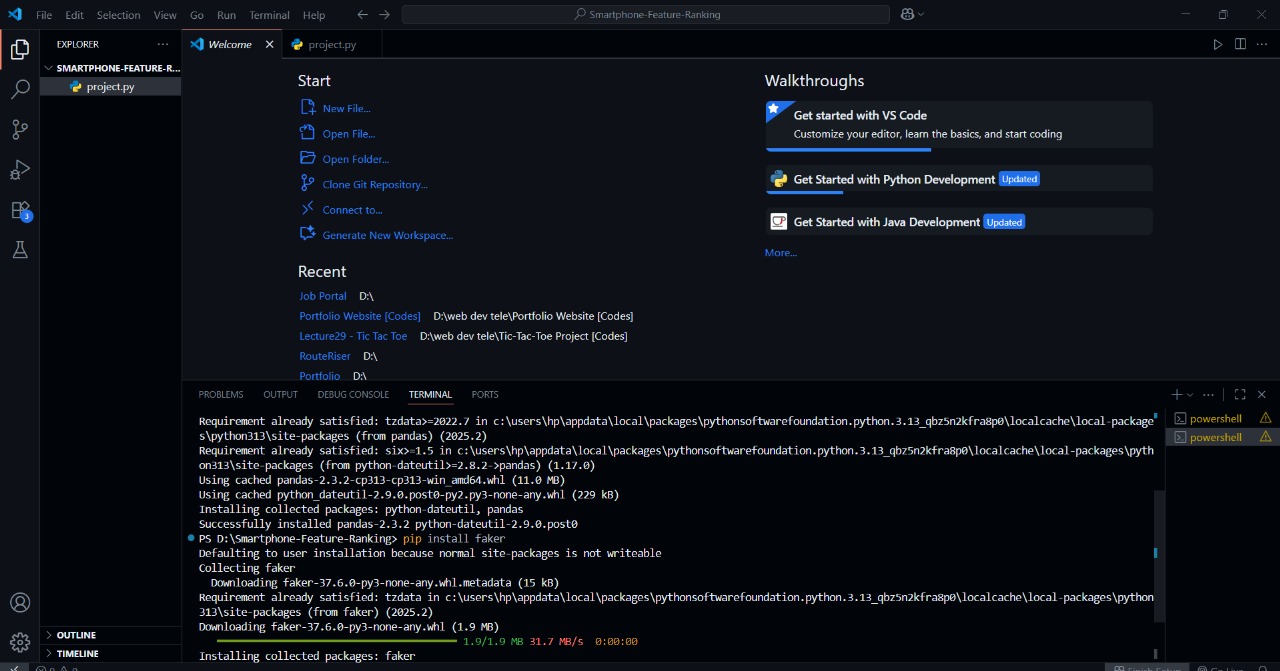 File Edit Selection View Go Run Terminal Help Smartphone-Feature-Ranking
EXPLORER
SMARTPHONE-FEATURE-R...
project.py
Welcome project.py
Start
New File...
Open File...
Open Folder...
Clone Git Repository...
Connect to...
Generate New Workspace...
Recent
Job Portal D:\
Portfolio Website [Codes] D:\web dev tele\Portfolio Website [Codes]
Lecture29 - Tic Tac Toe D:\web dev tele\Tic-Tac-Toe Project [Codes]
RouteRiser D:\
Portfolio D:\
Walkthroughs
Get started with VS Code
Customize your editor, learn the basics, and start coding
Get Started with Python Development Updated
Get Started with Java Development Updated
More...
3
PROBLEMS OUTPUT DEBUG CONSOLE TERMINAL PORTS
Requirement already satisfied: tzdata>=2022.7 in c:\users\hp\appdata\local\packages\pythonsoftwarefoundation.python.3.13_qbz5n2kfra8p0\localcache\local-package
s\python313\site-packages (from pandas) (2025.2)
Requirement already satisfied: six>=1.5 in c:\users\hp\appdata\local\packages\pythonsoftwarefoundation.python.3.13_qbz5n2kfra8p0\localcache\local-packages\pyth
on313\site-packages (from python-dateutil>=2.8.2->pandas) (1.17.0)
Using cached pandas-2.3.2-cp313-cp313-win_amd64.whl (11.0 MB)
Using cached python_dateutil-2.9.0.post0-py2.py3-none-any.whl (229 kB)
Installing collected packages: python-dateutil, pandas
Successfully installed pandas-2.3.2 python-dateutil-2.9.0.post0
PS D:\Smartphone-Feature-Ranking> pip install faker
Defaulting to user installation because normal site-packages is not writeable
Collecting faker
Downloading faker-37.6.0-py3-none-any.whl.metadata (15 kB)
Requirement already satisfied: tzdata in c:\users\hp\appdata\local\packages\pythonsoftwarefoundation.python.3.13_qbz5n2kfra8p0\localcache\local-packages\python
313\site-packages (from faker) (2025.2)
Downloading faker-37.6.0-py3-none-any.whl (1.9 MB)
1.9/1.9 MB 31.7 MB/s 0:00:00
Installing collected packages: faker
powershell
powershell
OUTLINE
TIMELINE